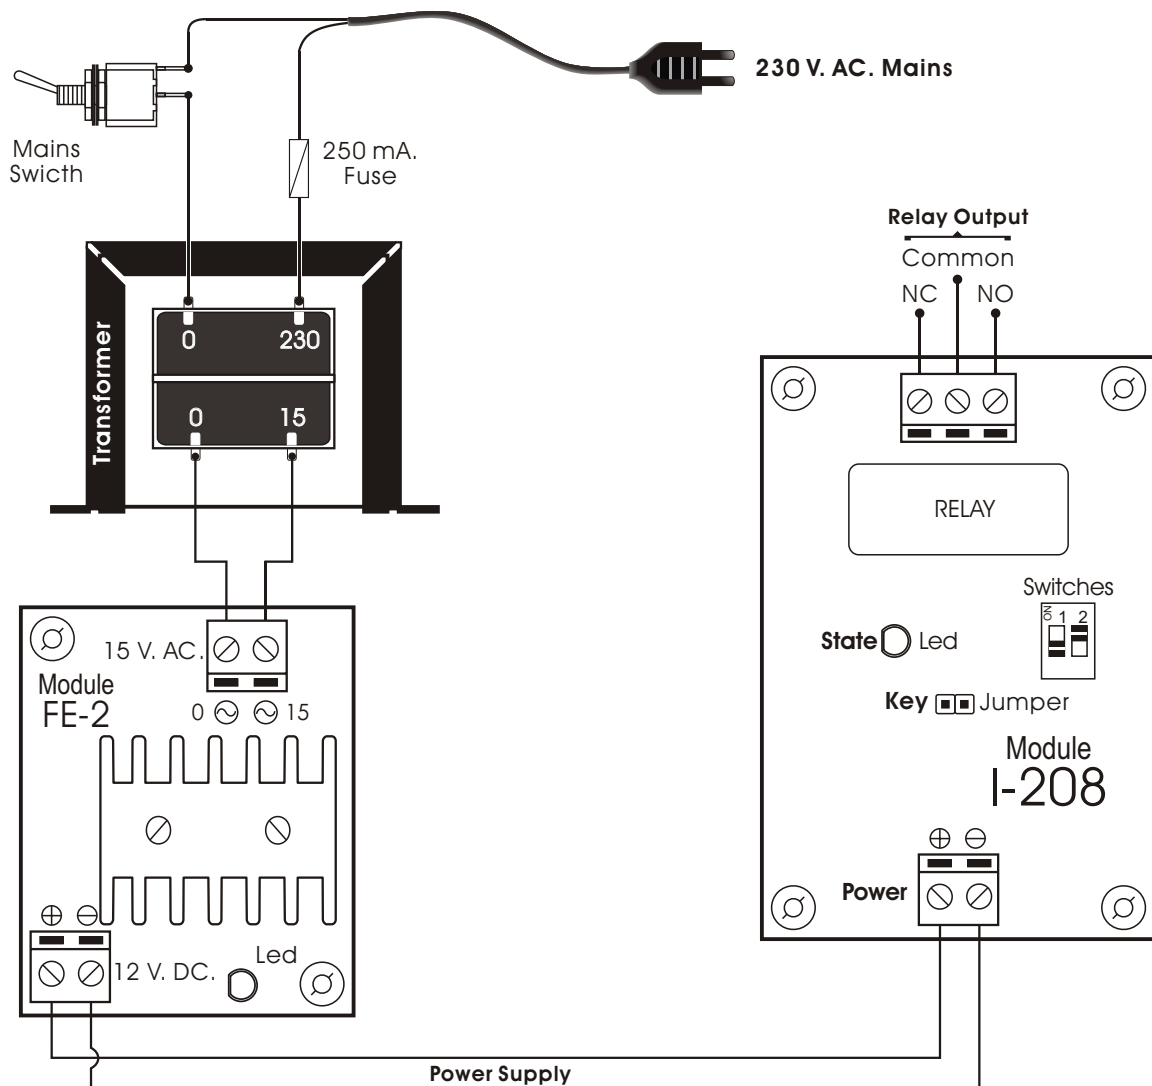 230 V. AC. Mains
Mains
Swicth
250 mA.
Fuse
Relay Output
Common
NC NO
Transformer
0 230
0 15
RELAY
Switches
ON 1 2
State Led
Key Jumper
Module
I-208
15 V. AC.
Module
FE-2
0 15
Power
Led
12 V. DC.
Power Supply